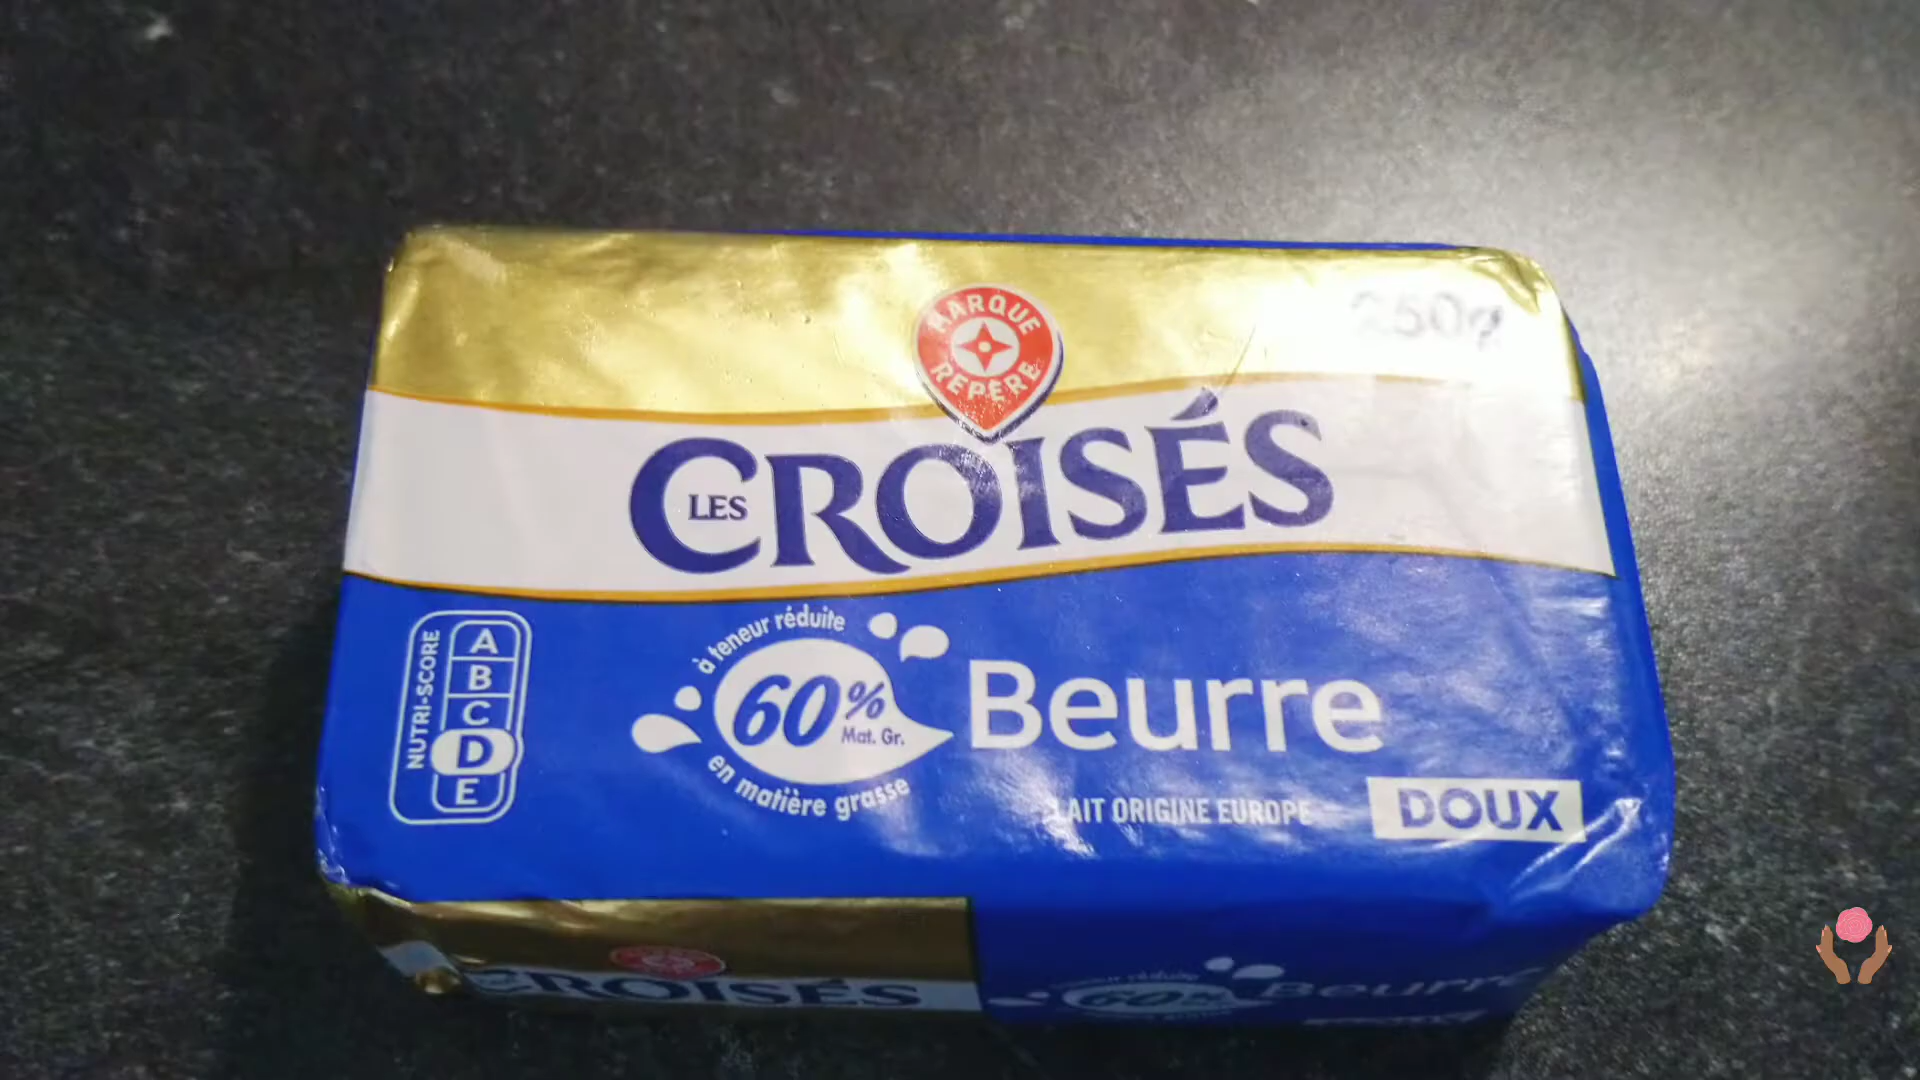 MARQUE
REPÈRE
250g
LES
CROISÉS
NUTRI-SCORE
A
B
C
D
E
à teneur réduite
60%
Mat. Gr.
en matière grasse
Beurre
LAIT ORIGINE EUROPE
DOUX
CROISÉS
60%
Beurre